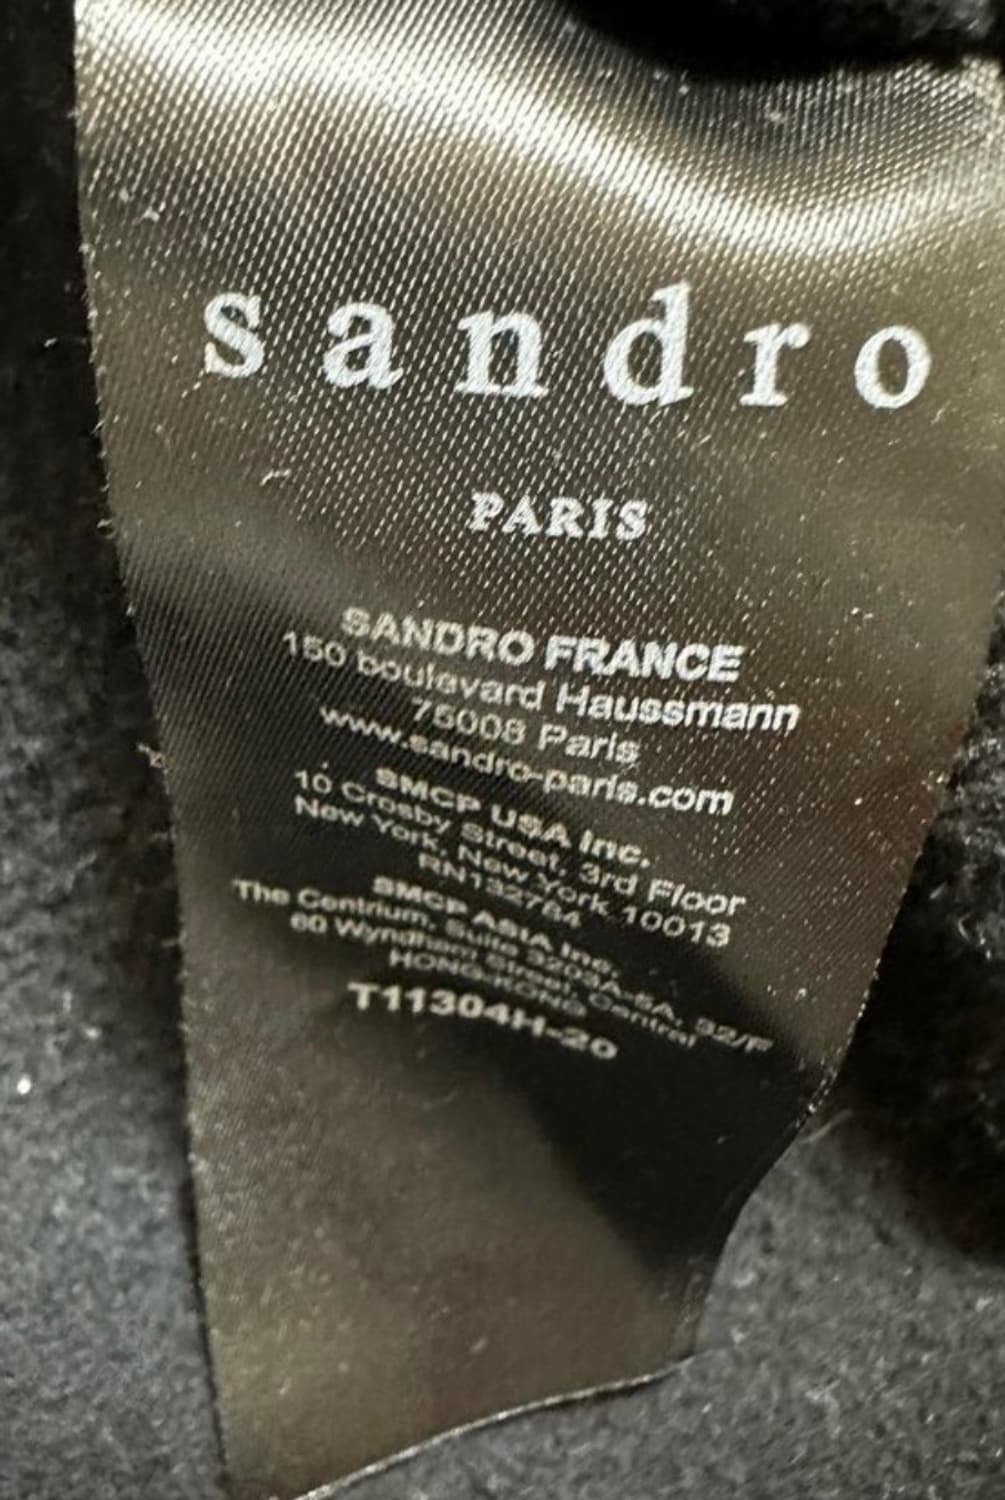 sandro
PARIS
SANDRO FRANCE
150 boulevard Haussmann
75008 Paris
www.sandro-paris.com
SMCP USA Inc.
10 Crosby Street, 3rd Floor
New York, New York 10013
RN132784
SMCP ASIA Inc.
The Centrium, Suite 3203A-5A, 32/F
60 Wyndham Street, Central
HONG-KONG
T11304H-20